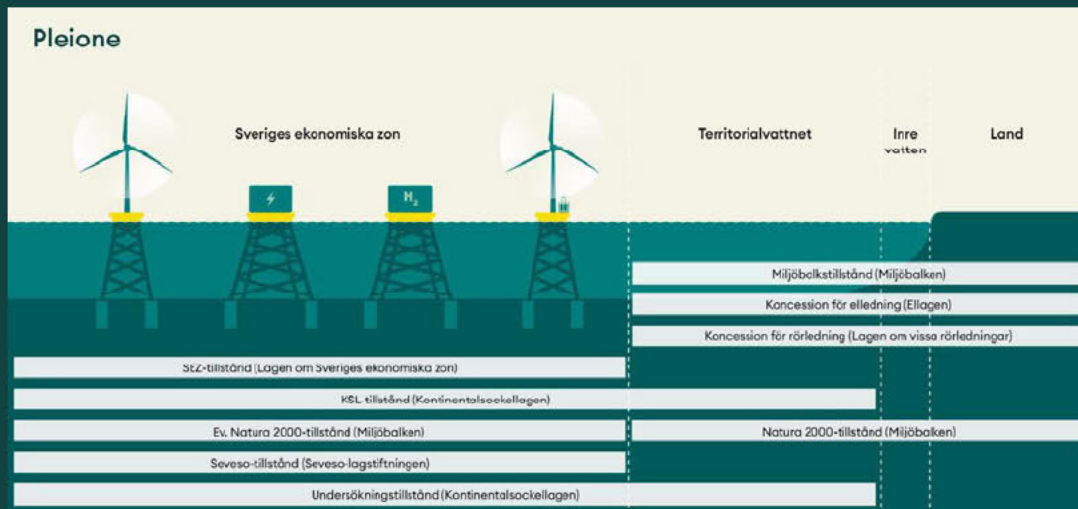 Pleione
Sveriges ekonomiska zon
Territorialvattnet
Inre
vatten
Land
H₂
Miljöbalkstillstånd (Miljöbalken)
Koncession för elledning (Ellagen)
Koncession för rörledning (Lagen om vissa rörledningar)
SEZ-tillstånd (Lagen om Sveriges ekonomiska zon)
KSL tillstånd (Kontinentalsockellagen)
Ev. Natura 2000-tillstånd (Miljöbalken)
Natura 2000-tillstånd (Miljöbalken)
Seveso-tillstånd (Seveso-lagstiftningen)
Undersökningstillstånd (Kontinentalsockellagen)